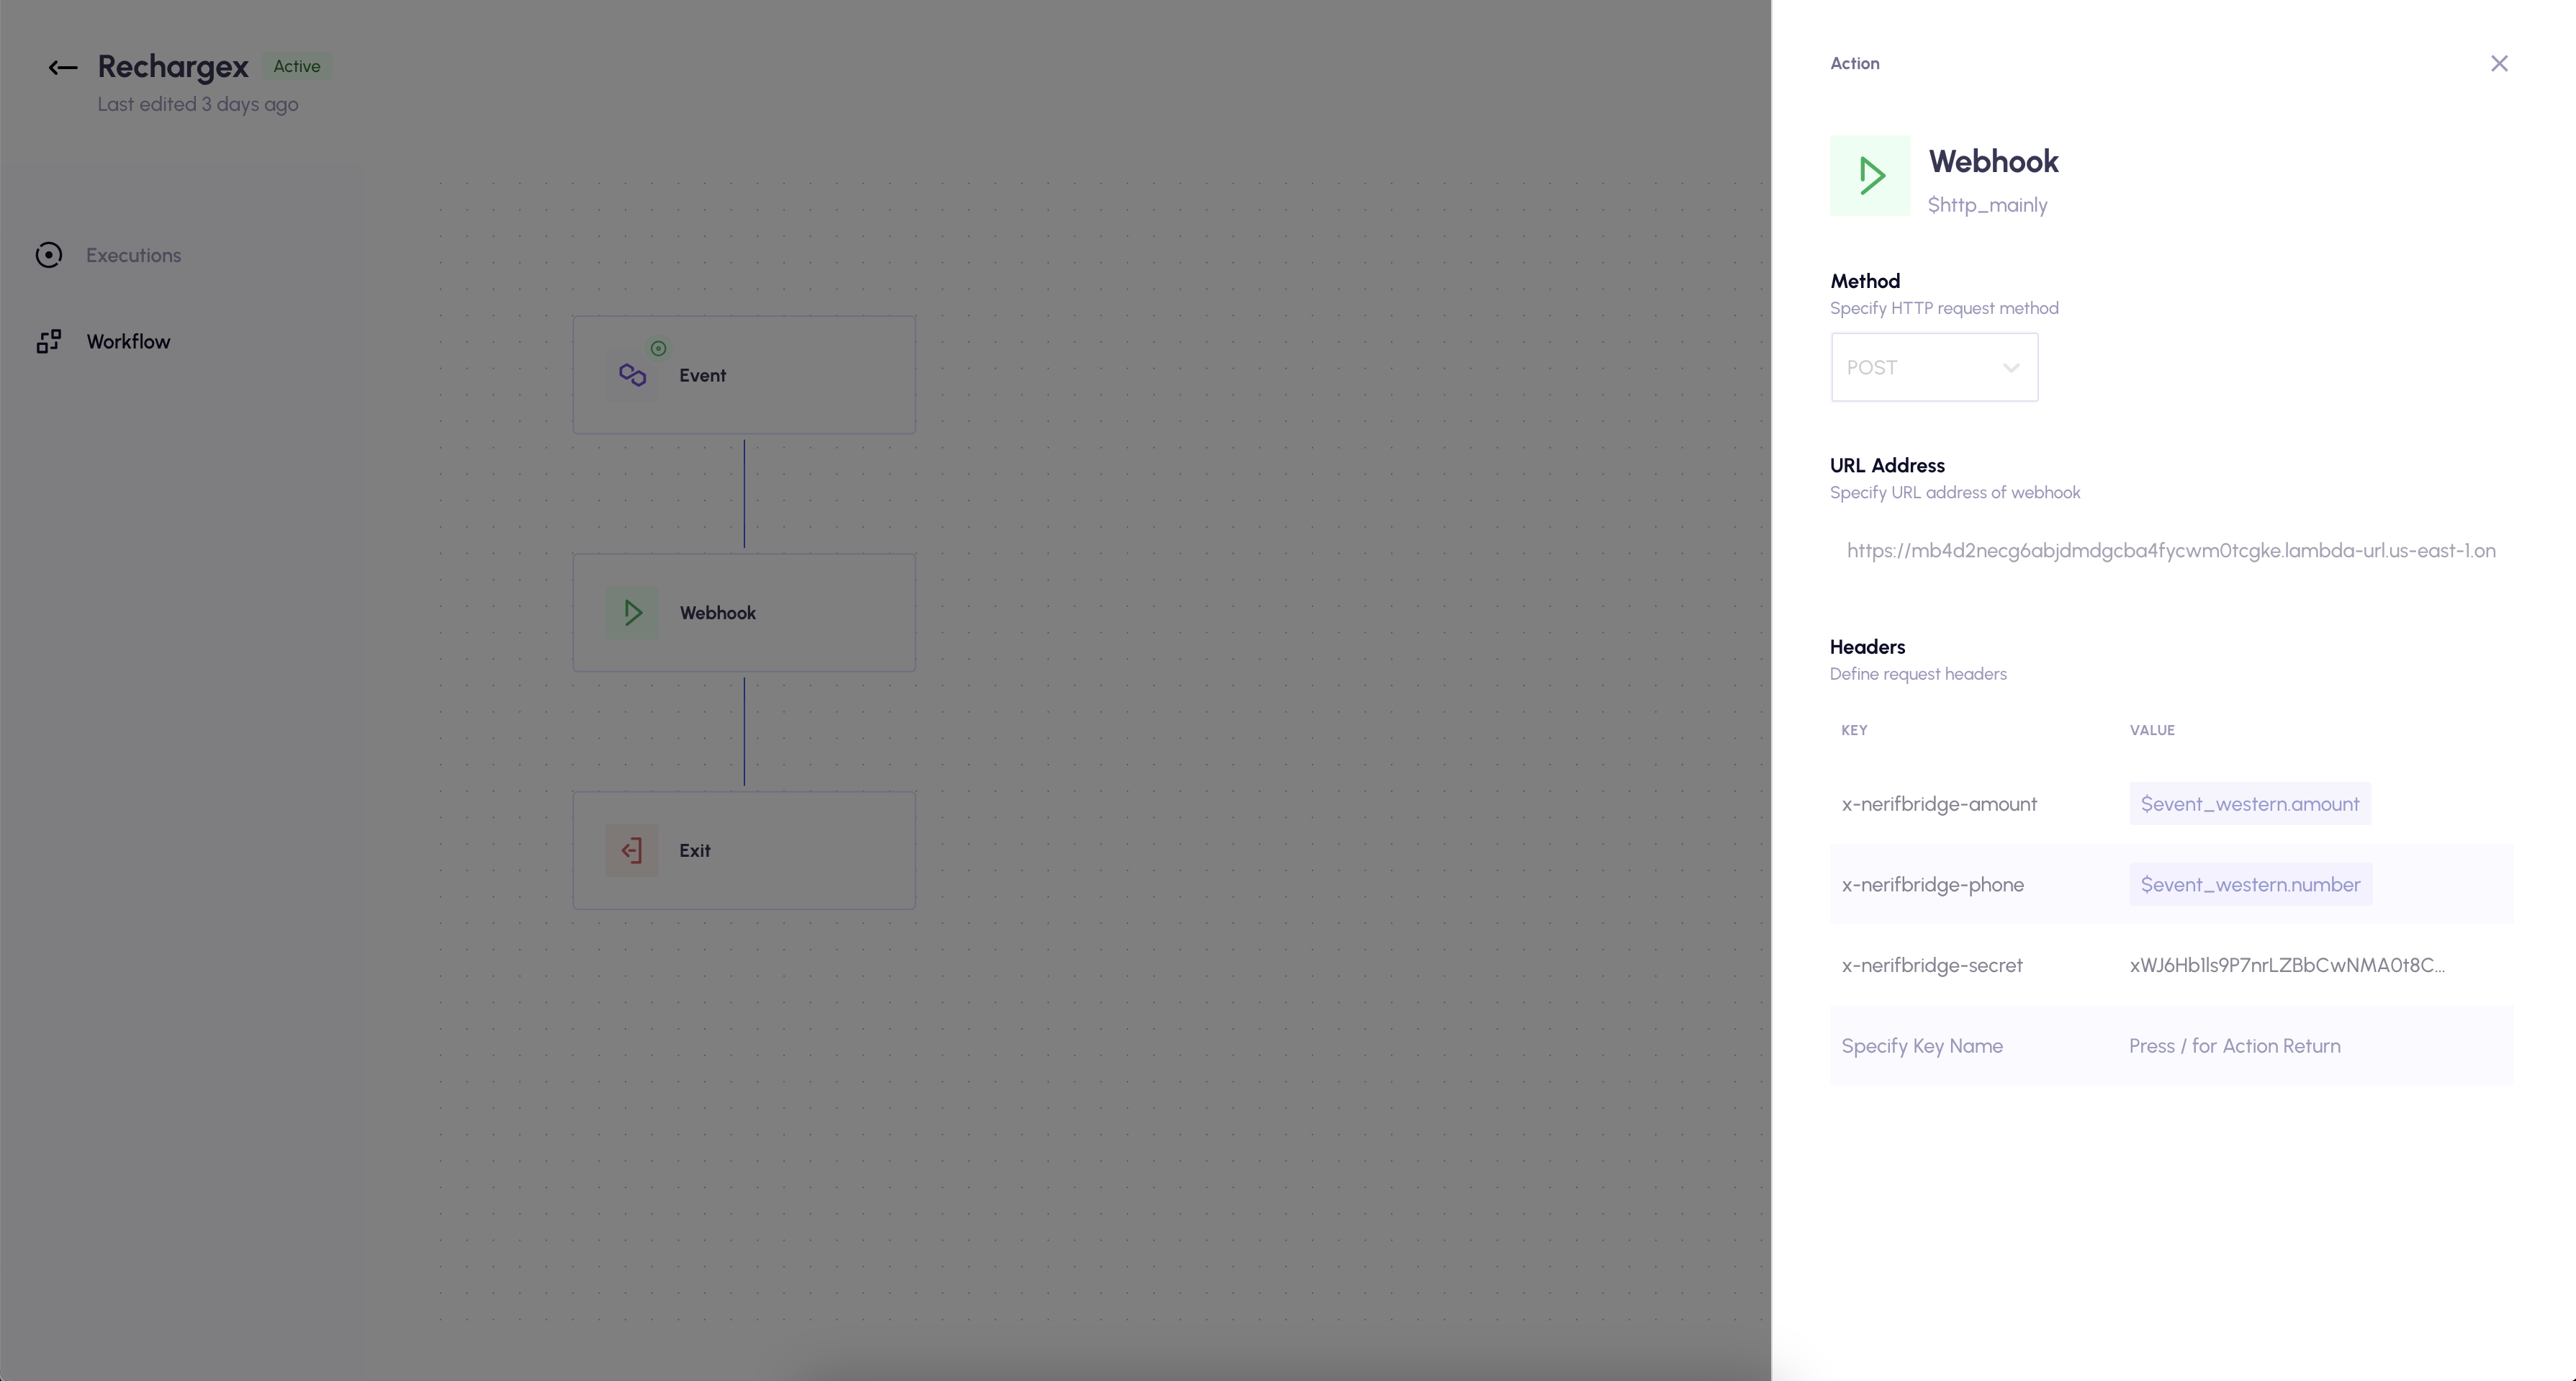 Rechargex Active
Last edited 3 days ago
Executions
Workflow
Event
Webhook
Exit
Action
Webhook
$http_mainly
Method
Specify HTTP request method
POST
URL Address
Specify URL address of webhook
https://mb4d2necg6abjdmdgcba4fycwm0tcgke.lambda-url.us-east-1.on
Headers
Define request headers
KEY VALUE
x-nerifbridge-amount $event_western.amount
x-nerifbridge-phone $event_western.number
x-nerifbridge-secret xWJ6Hb1ls9P7nrLZBbCwNMA0t8C...
Specify Key Name Press / for Action Return